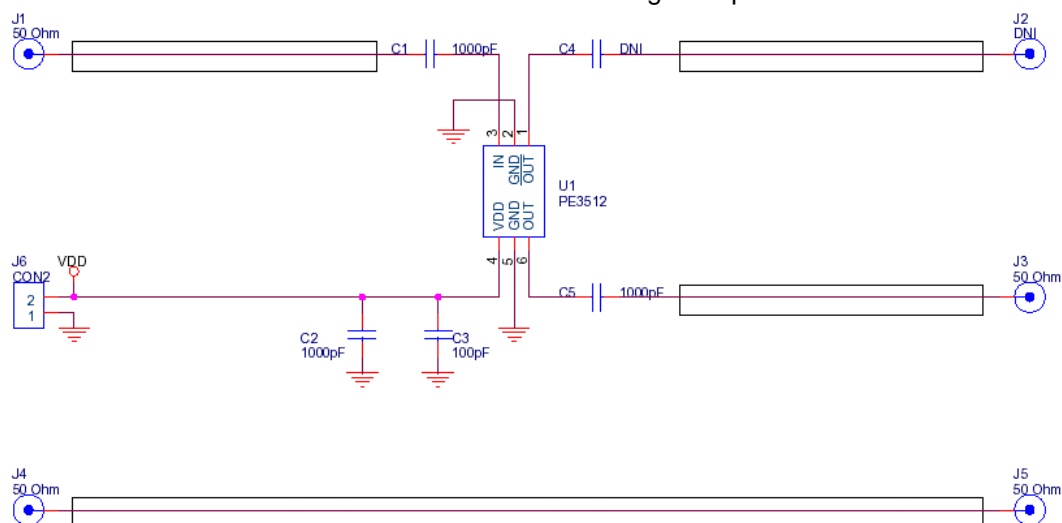 J1
50 Ohm
C1
1000pF
C4
DNI
J2
DNI
3
2
1
IN
GND
OUT
U1
PE3512
VDD
GND
OUT
4
5
6
J6
CON2
VDD
2
1
C5
1000pF
J3
50 Ohm
C2
1000pF
C3
100pF
J4
50 Ohm
J5
50 Ohm